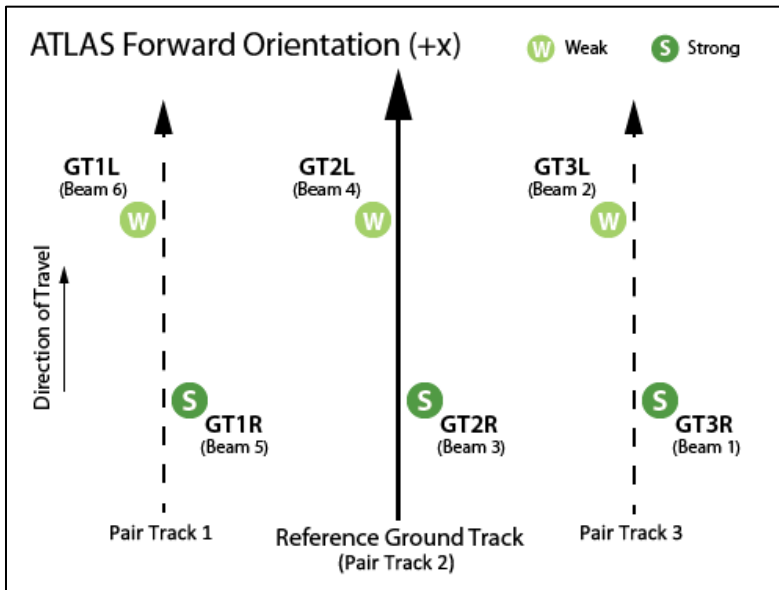 ATLAS Forward Orientation (+x)
W Weak
S Strong
GT1L
(Beam 6)
W
GT2L
(Beam 4)
W
GT3L
(Beam 2)
W
Direction of Travel
S
GT1R
(Beam 5)
S
GT2R
(Beam 3)
S
GT3R
(Beam 1)
Pair Track 1
Reference Ground Track
(Pair Track 2)
Pair Track 3